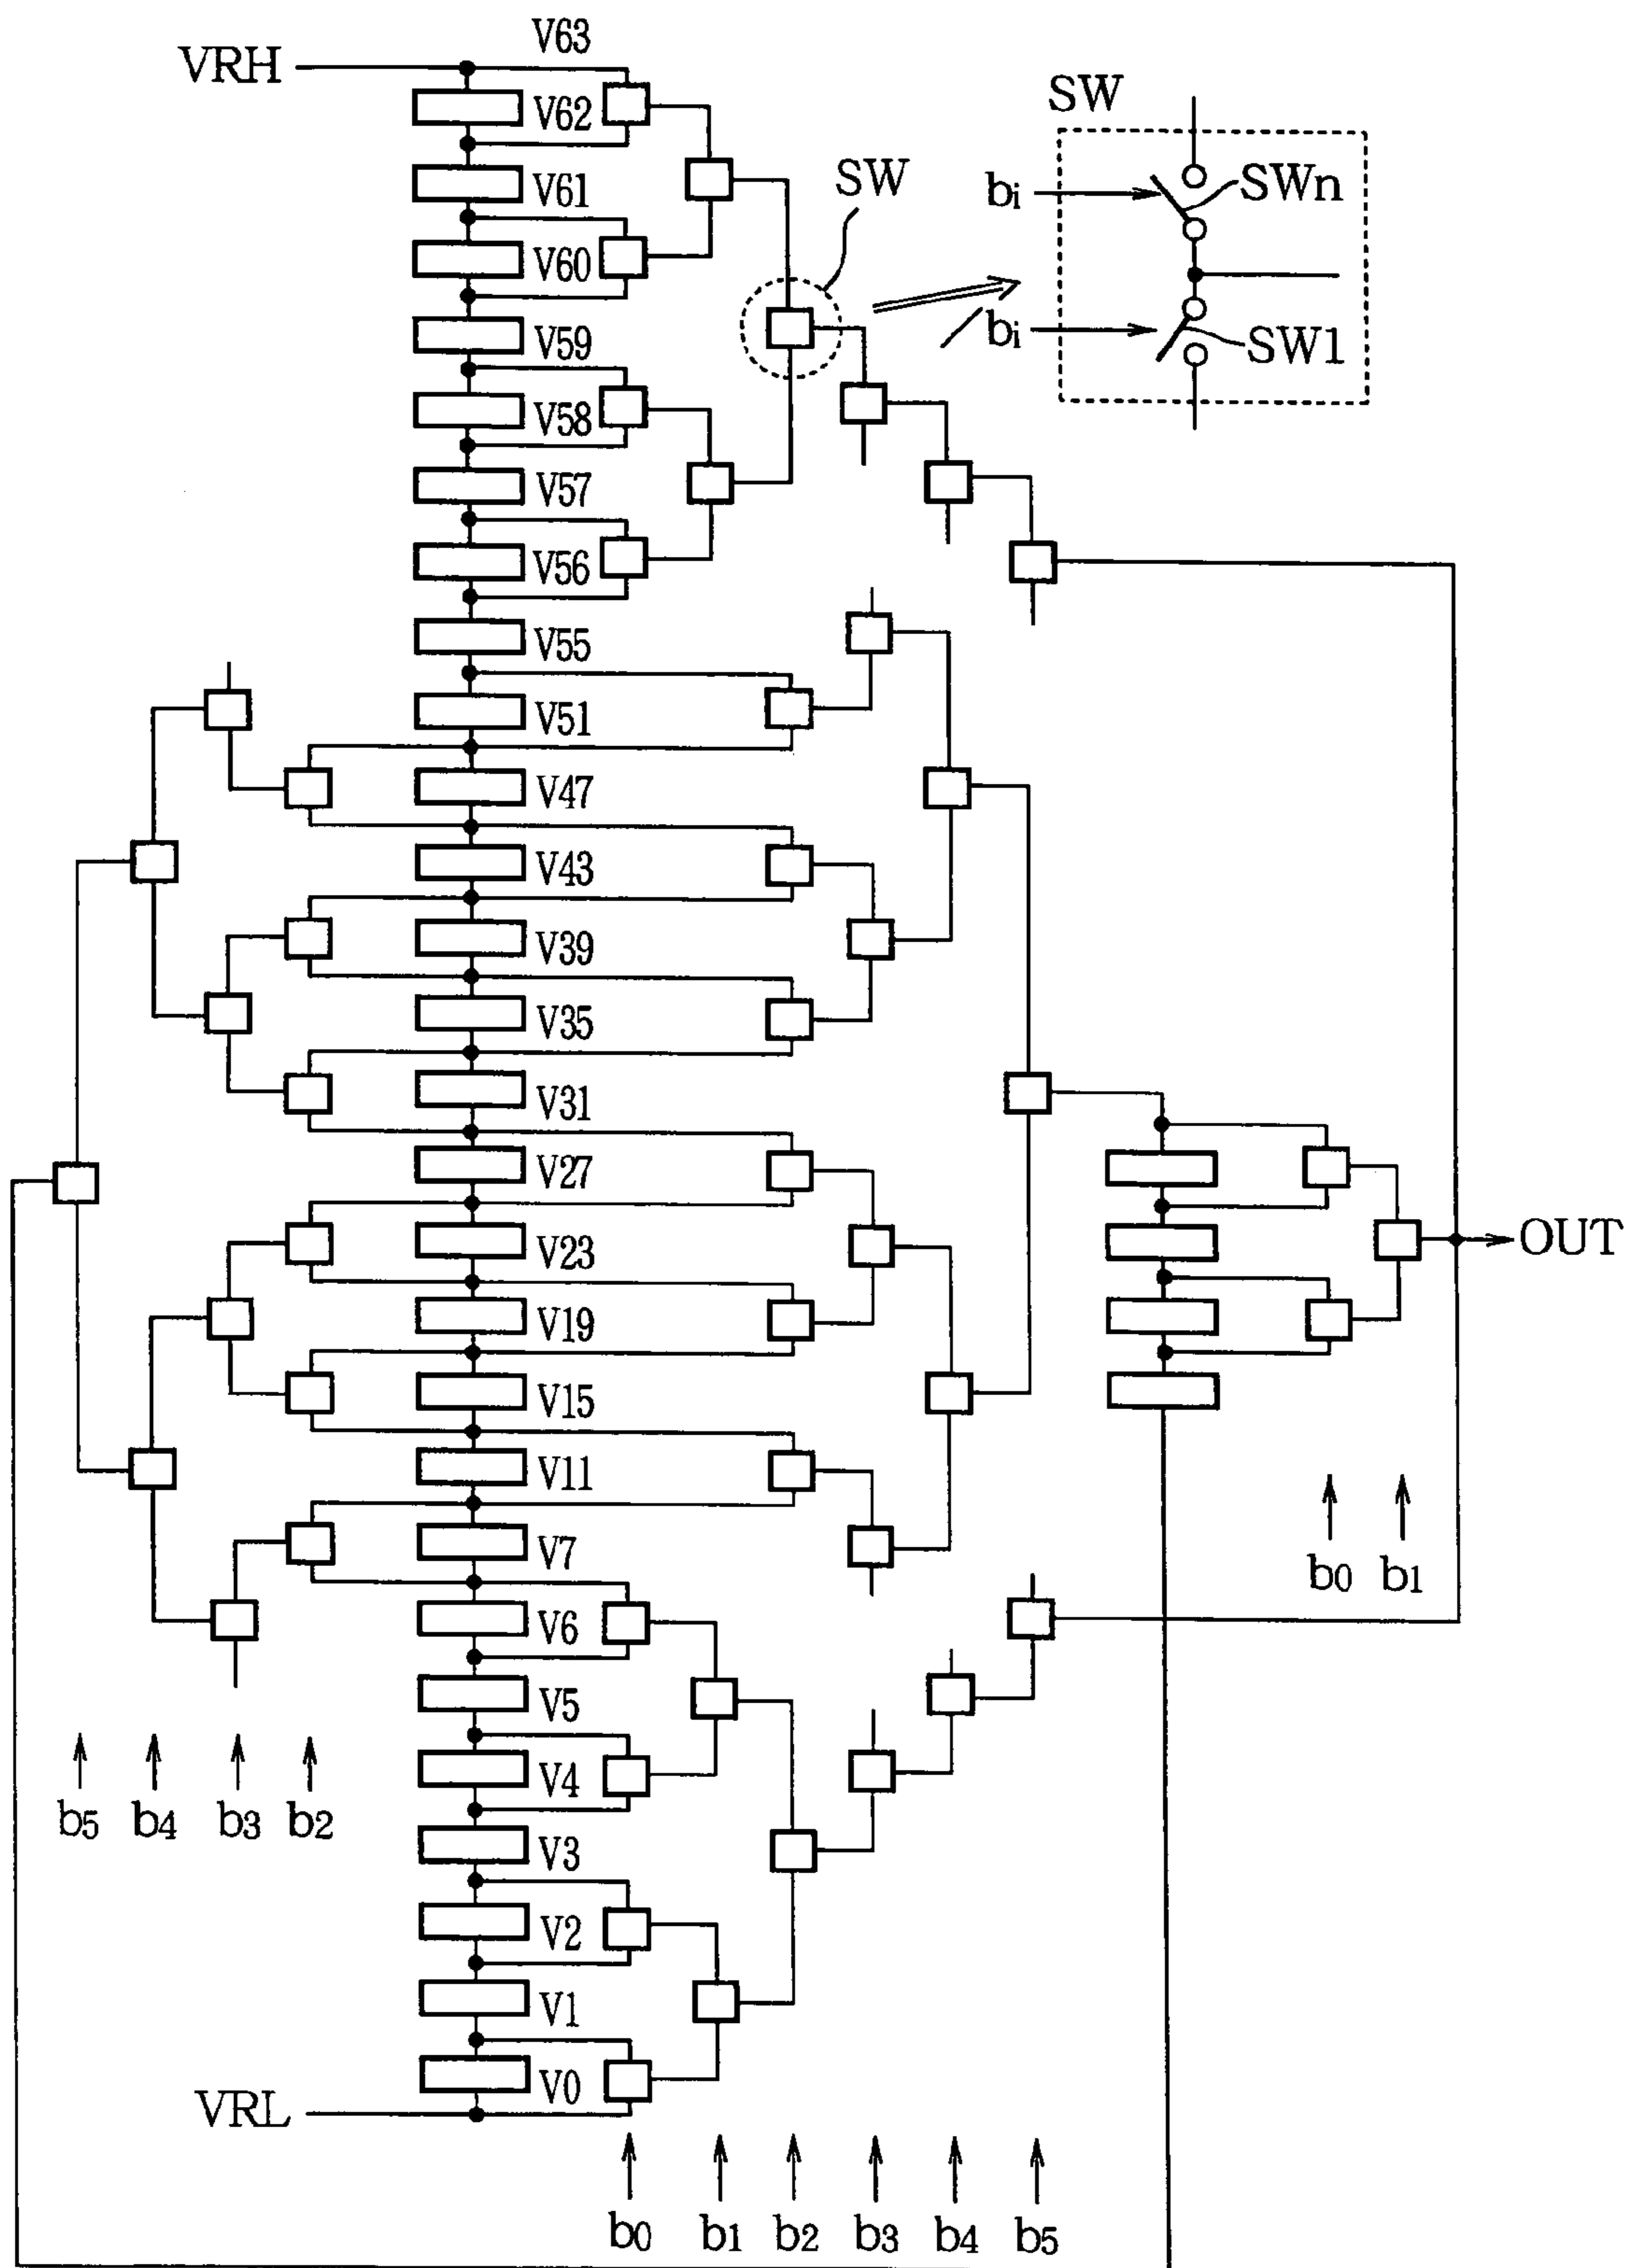 V63
VRH
SW
V62
SW
V61
bi
SWn
V60
V59
/bi
SW1
V58
V57
V56
V55
V51
V47
V43
V39
V35
V31
V27
V23
OUT
V19
V15
V11
V7
b0 b1
V6
V5
V4
b5 b4 b3 b2
V3
V2
V1
V0
VRL
b0 b1 b2 b3 b4 b5